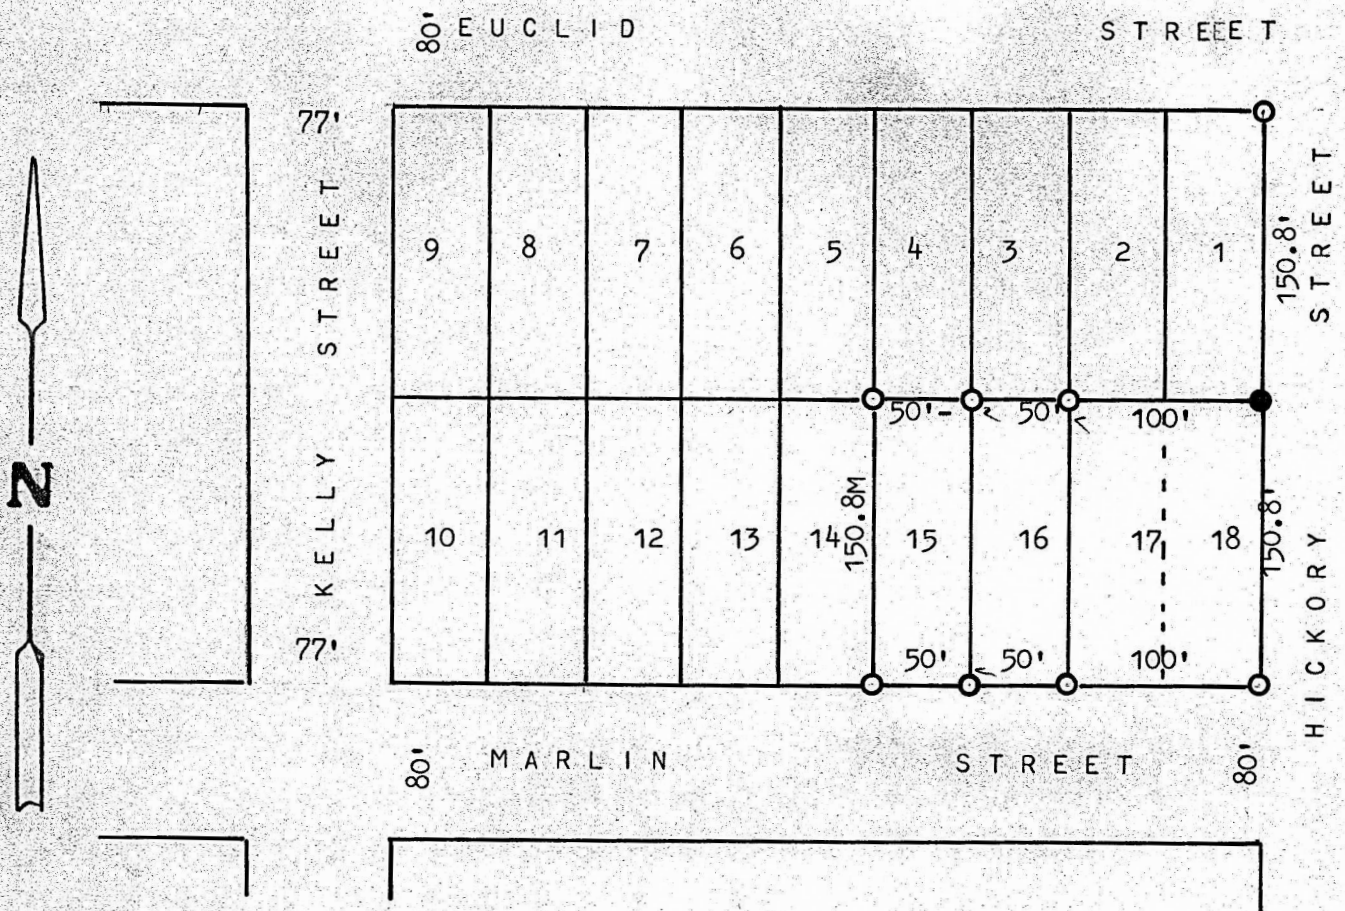 80' EUCLID STREEET
77'
STREET
KELLY
77'
N
9 8 7 6 5 4 3 2 1
150.8'
STREET
HICKORY
50' 50' 100'
150.8M
150.8'
10 11 12 13 14 15 16 17 18
50' 50' 100'
80' MARLIN STREET 80'